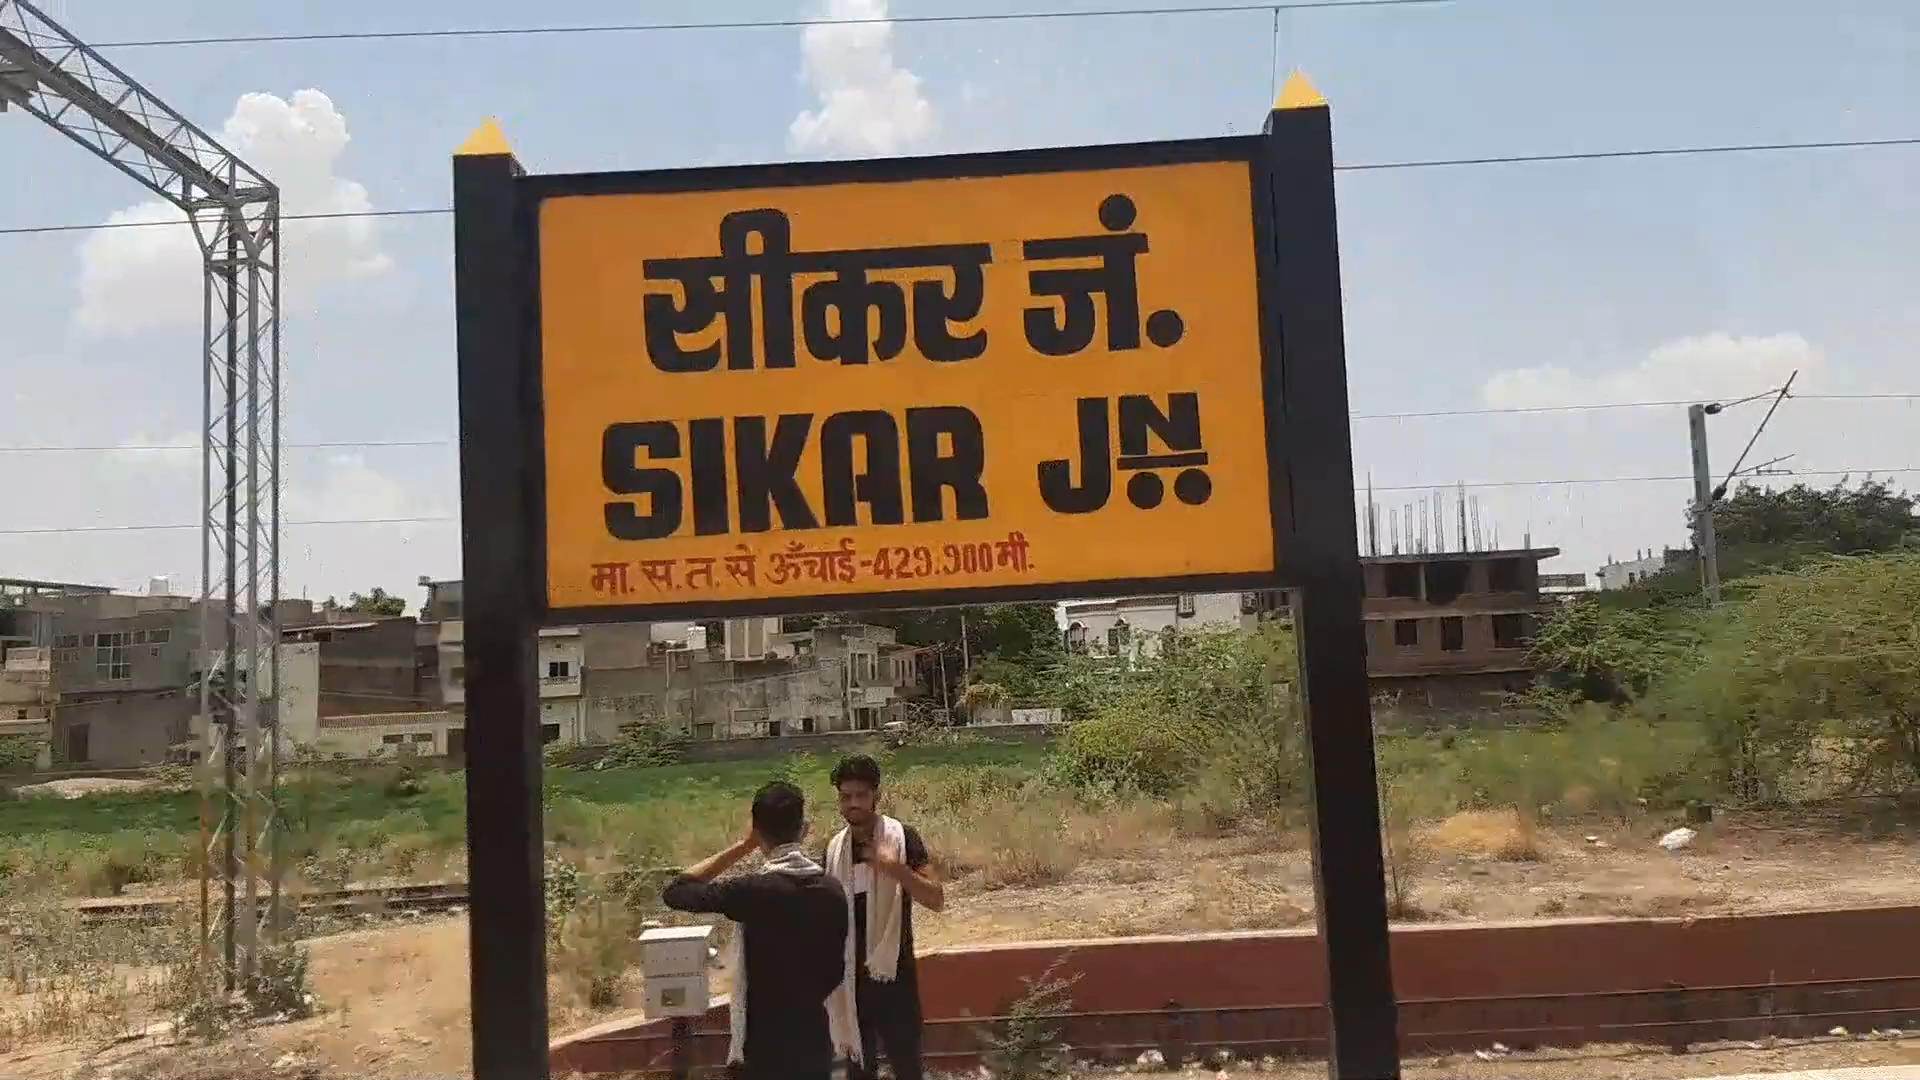 सीकर जं.
SIKAR JN
मा. स. त. से ऊँचाई-429.900मी.